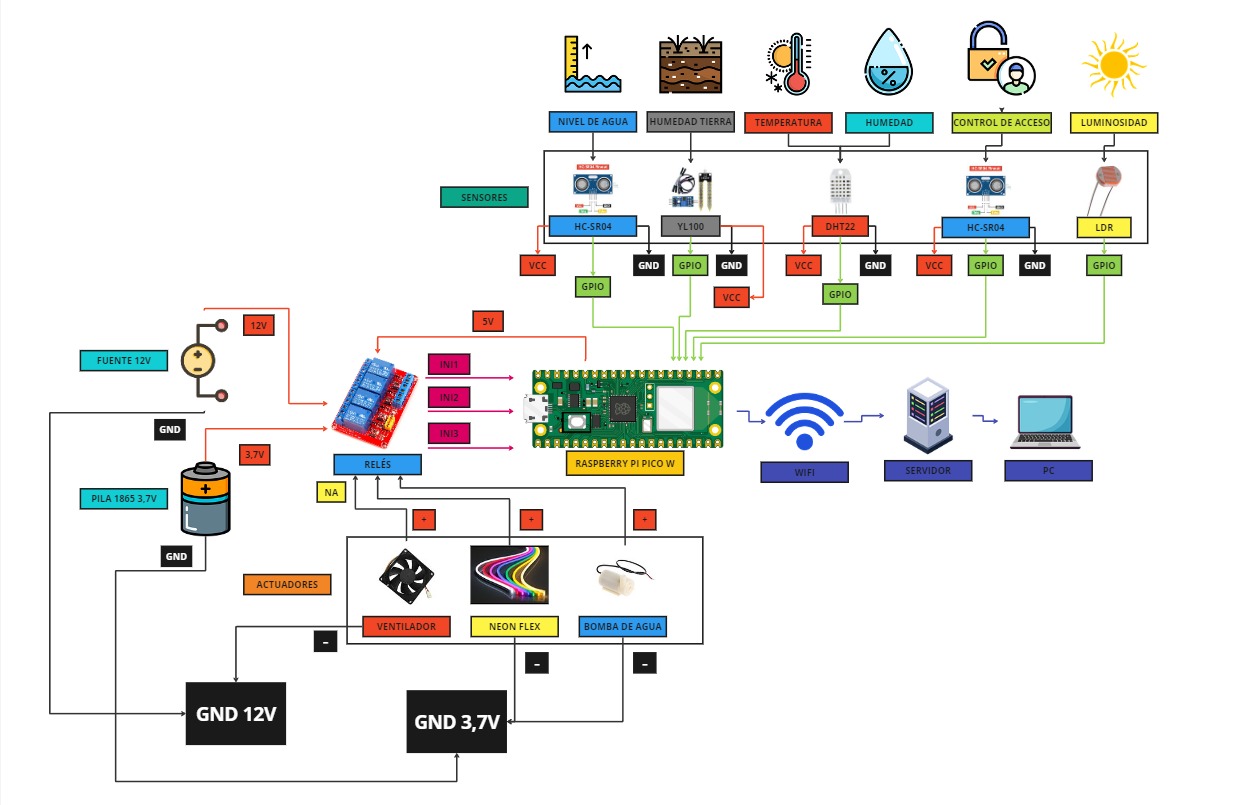 NIVEL DE AGUA
HUMEDAD TIERRA
TEMPERATURA
HUMEDAD
CONTROL DE ACCESO
LUMINOSIDAD
SENSORES
HC-SR04
YL100
DHT22
HC-SR04
LDR
VCC
GND
GPIO
GND
VCC
GND
VCC
GPIO
GND
GPIO
GPIO
VCC
GPIO
12V
5V
FUENTE 12V
INI1
INI2
INI3
GND
3,7V
RELÉS
RASPBERRY PI PICO W
WIFI
SERVIDOR
PC
PILA 1865 3,7V
NA
+
+
+
GND
ACTUADORES
VENTILADOR
NEON FLEX
BOMBA DE AGUA
-
-
-
GND 12V
GND 3,7V